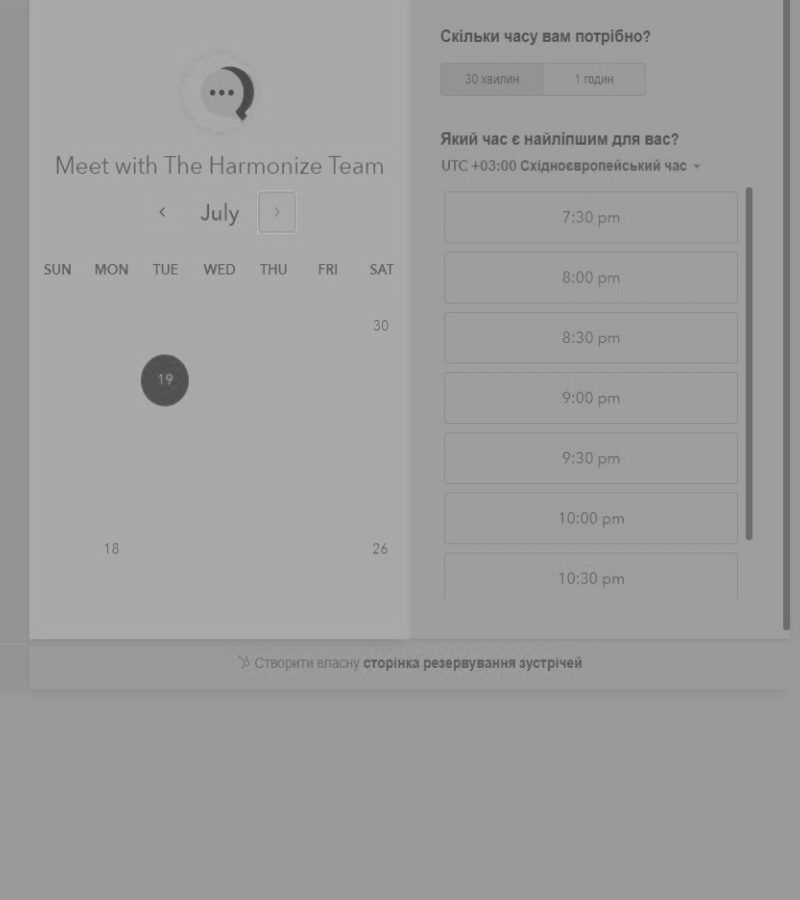 Meet with The Harmonize Team
July
SUN MON TUE WED THU FRI SAT
30
19
18 26
Скільки часу вам потрібно?
30 хвилин 1 годин
Який час є найліпшим для вас?
UTC +03:00 Східноєвропейський час
7:30 pm
8:00 pm
8:30 pm
9:00 pm
9:30 pm
10:00 pm
10:30 pm
Створити власну сторінка резервування зустрічей